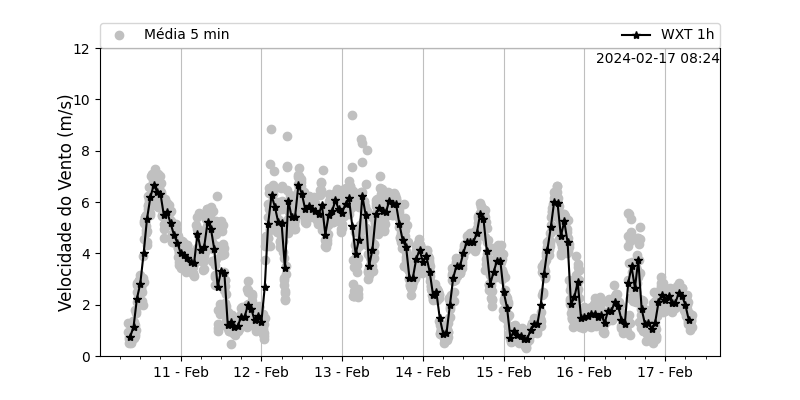 Média 5 min
WXT 1h
2024-02-17 08:24
Velocidade do Vento (m/s)
12
10
8
6
4
2
0
11 - Feb
12 - Feb
13 - Feb
14 - Feb
15 - Feb
16 - Feb
17 - Feb